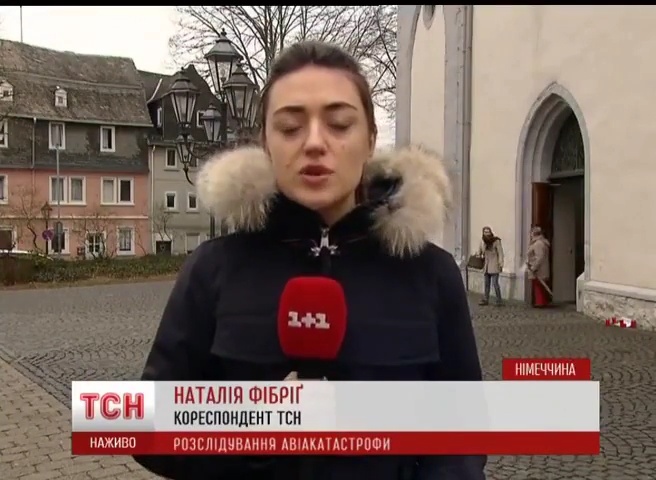 1+1
НІМЕЧЧИНА
ТСН
НАТАЛІЯ ФІБРІҐ
КОРЕСПОНДЕНТ ТСН
НАЖИВО
РОЗСЛІДУВАННЯ АВІАКАТАСТРОФИ